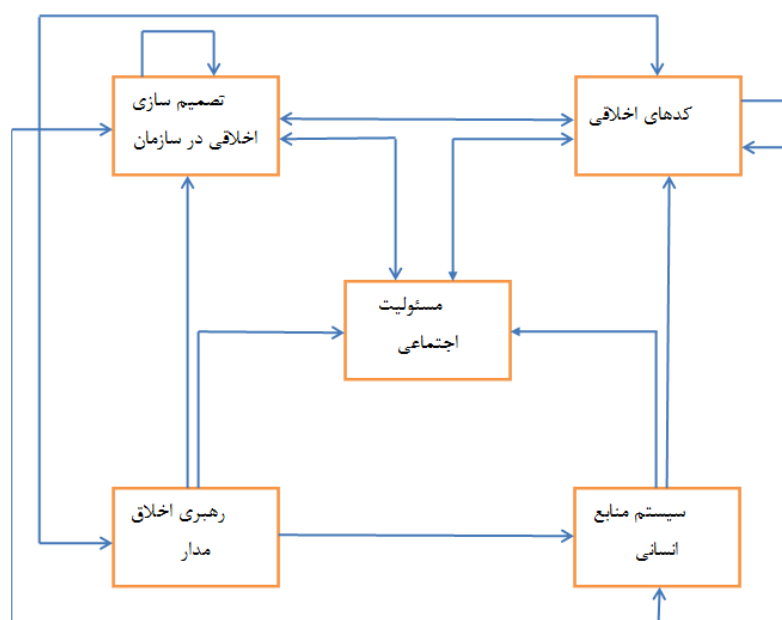 تصمیم سازی
اخلاقی در سازمان
کدهای اخلاقی
مسئولیت
اجتماعی
رهبری اخلاق
مدار
سیستم منابع
انسانی